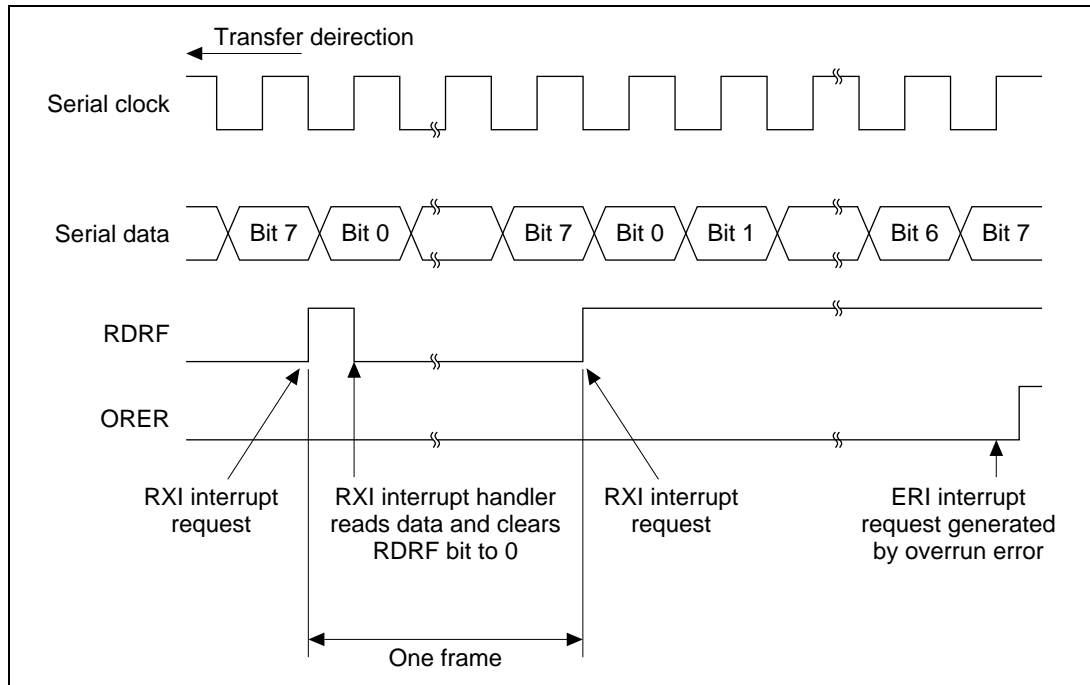 Transfer deirection
Serial clock
Serial data
Bit 7
Bit 0
Bit 7
Bit 0
Bit 1
Bit 6
Bit 7
RDRF
ORER
RXI interrupt
request
RXI interrupt handler
reads data and clears
RDRF bit to 0
RXI interrupt
request
ERI interrupt
request generated
by overrun error
One frame